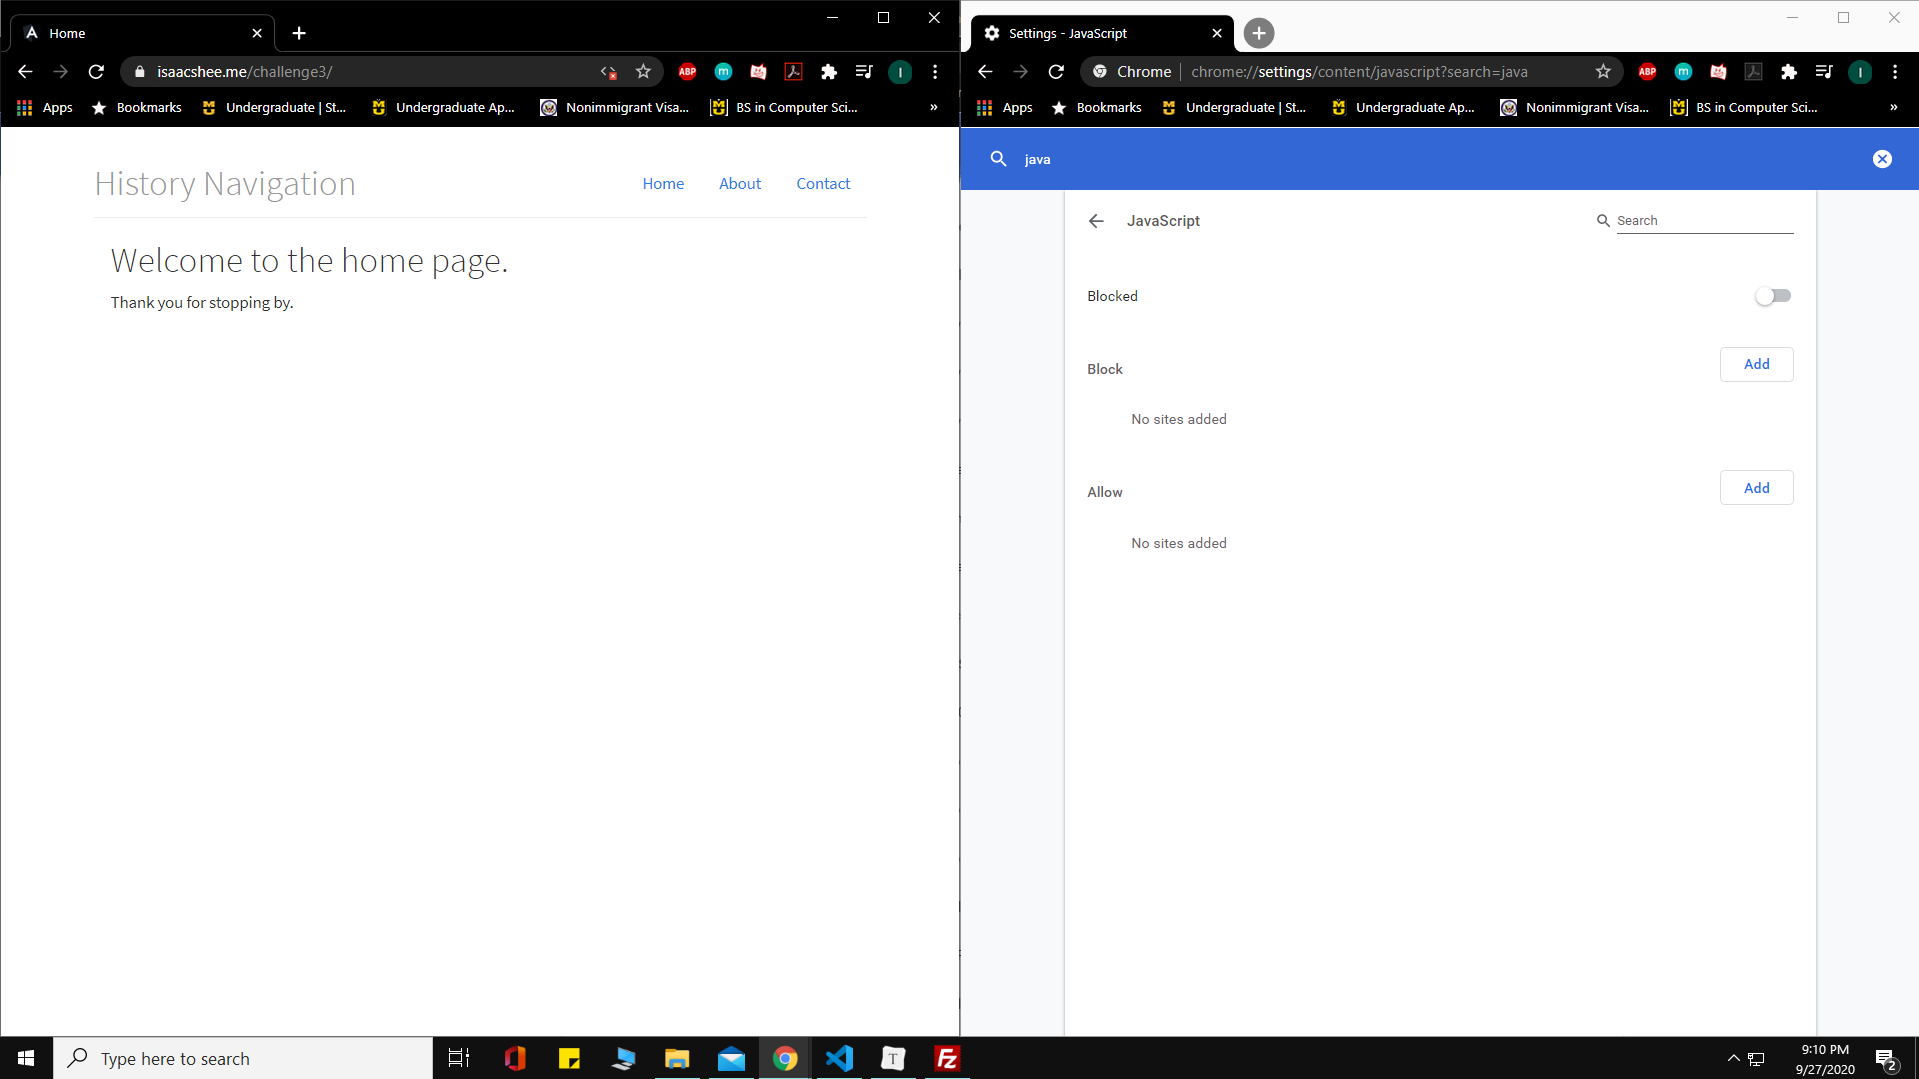 Home
isaacshee.me/challenge3/
ABP
m
I
Apps
Bookmarks
Undergraduate | St...
Undergraduate Ap...
Nonimmigrant Visa...
BS in Computer Sci...
»
History Navigation
Home
About
Contact
Welcome to the home page.
Thank you for stopping by.
Settings - JavaScript
Chrome
chrome://settings/content/javascript?search=java
ABP
m
I
Apps
Bookmarks
Undergraduate | St...
Undergraduate Ap...
Nonimmigrant Visa...
BS in Computer Sci...
»
java
JavaScript
Search
Blocked
Block
Add
No sites added
Allow
Add
No sites added
Type here to search
T
Fz
9:10 PM
9/27/2020
2